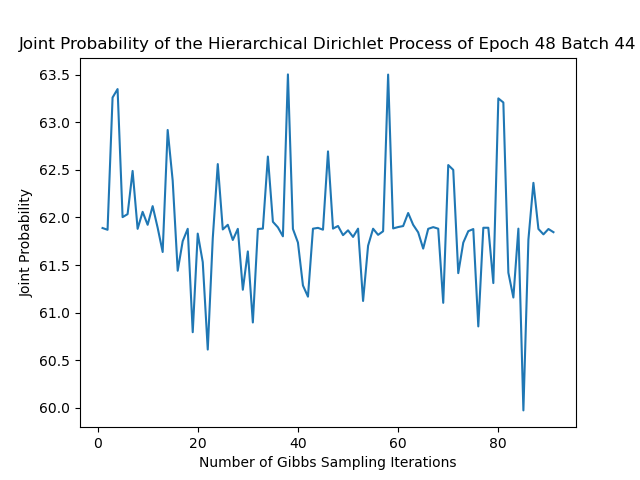 Joint Probability of the Hierarchical Dirichlet Process of Epoch 48 Batch 44
63.5
63.0
62.5
62.0
61.5
61.0
60.5
60.0
Joint Probability
0 20 40 60 80
Number of Gibbs Sampling Iterations